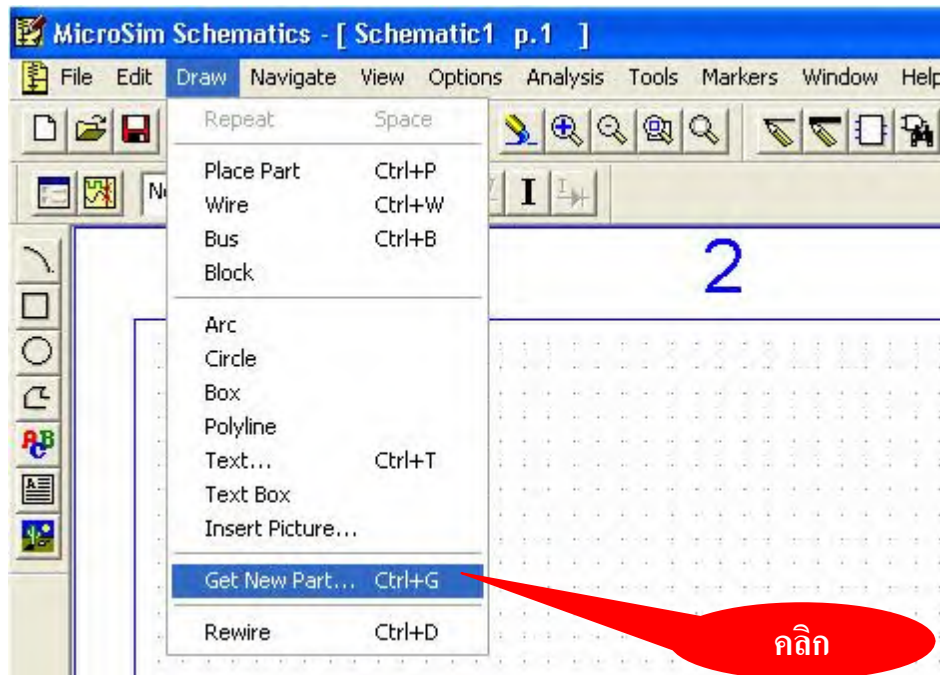 MicroSim Schematics - [ Schematic1 p.1 ]
File Edit Draw Navigate View Options Analysis Tools Markers Window Help
Repeat Space
Place Part Ctrl+P
Wire Ctrl+W
Bus Ctrl+B
Block
2
Arc
Circle
Box
Polyline
Text... Ctrl+T
Text Box
Insert Picture...
Get New Part... Ctrl+G
Rewire Ctrl+D
คลิก
ABC
I